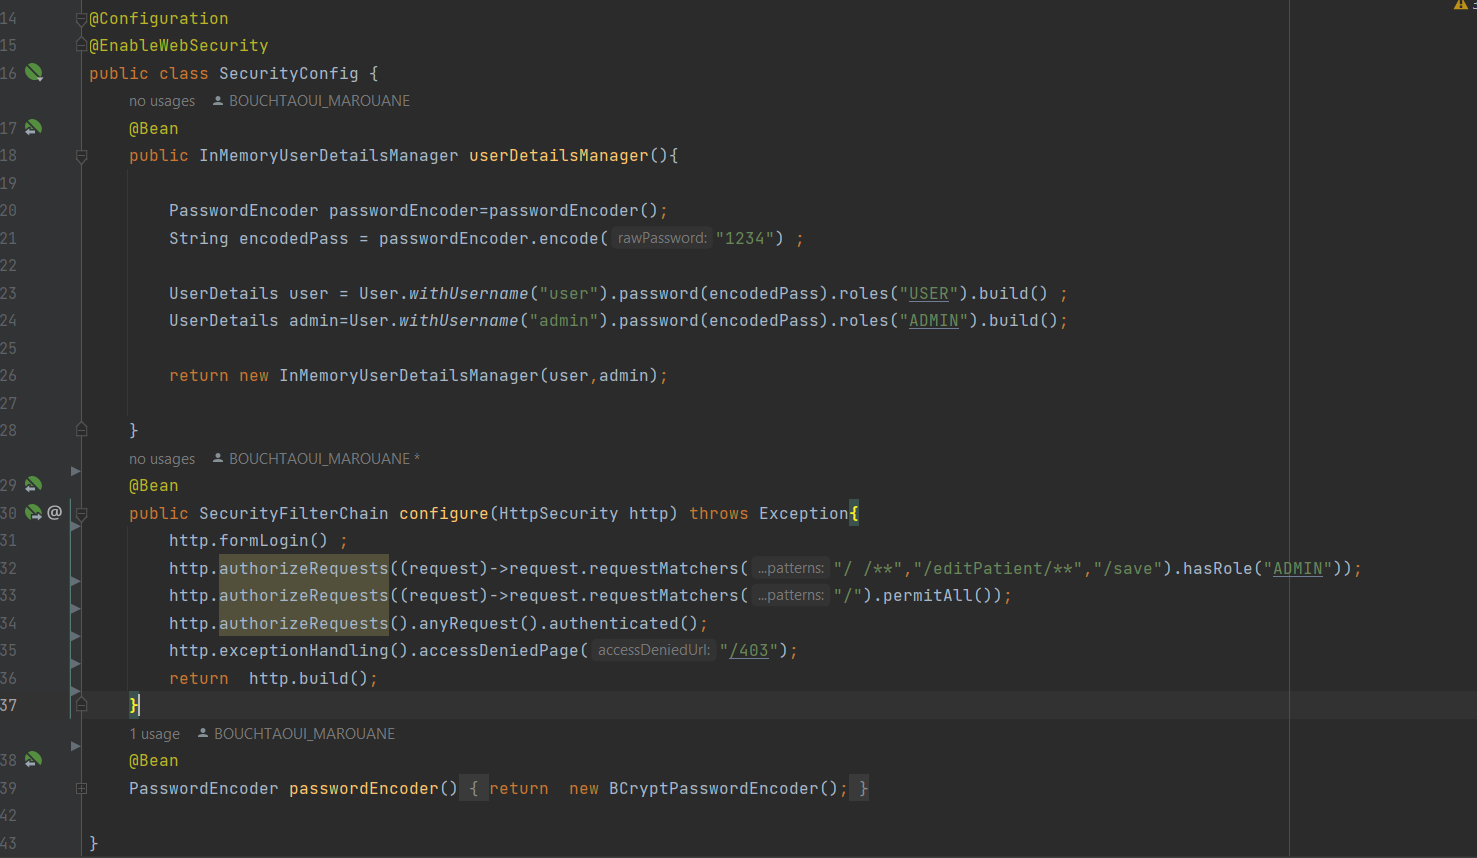 14 @Configuration
15 @EnableWebSecurity
16 public class SecurityConfig {
no usages BOUCHTAOUI_MAROUANE
17 @Bean
18 public InMemoryUserDetailsManager userDetailsManager(){
19
20 PasswordEncoder passwordEncoder=passwordEncoder();
21 String encodedPass = passwordEncoder.encode( rawPassword: "1234") ;
22
23 UserDetails user = User.withUsername("user").password(encodedPass).roles("USER").build() ;
24 UserDetails admin=User.withUsername("admin").password(encodedPass).roles("ADMIN").build();
25
26 return new InMemoryUserDetailsManager(user,admin);
27
28 }
no usages BOUCHTAOUI_MAROUANE *
29 @Bean
30 @ public SecurityFilterChain configure(HttpSecurity http) throws Exception{
31 http.formLogin() ;
32 http.authorizeRequests((request)->request.requestMatchers( ...patterns: "/ /**","/editPatient/**","/save").hasRole("ADMIN"));
33 http.authorizeRequests((request)->request.requestMatchers( ...patterns: "/").permitAll());
34 http.authorizeRequests().anyRequest().authenticated();
35 http.exceptionHandling().accessDeniedPage( accessDeniedUrl: "/403");
36 return http.build();
37 }
1 usage BOUCHTAOUI_MAROUANE
38 @Bean
39 PasswordEncoder passwordEncoder() { return new BCryptPasswordEncoder(); }
42
43 }